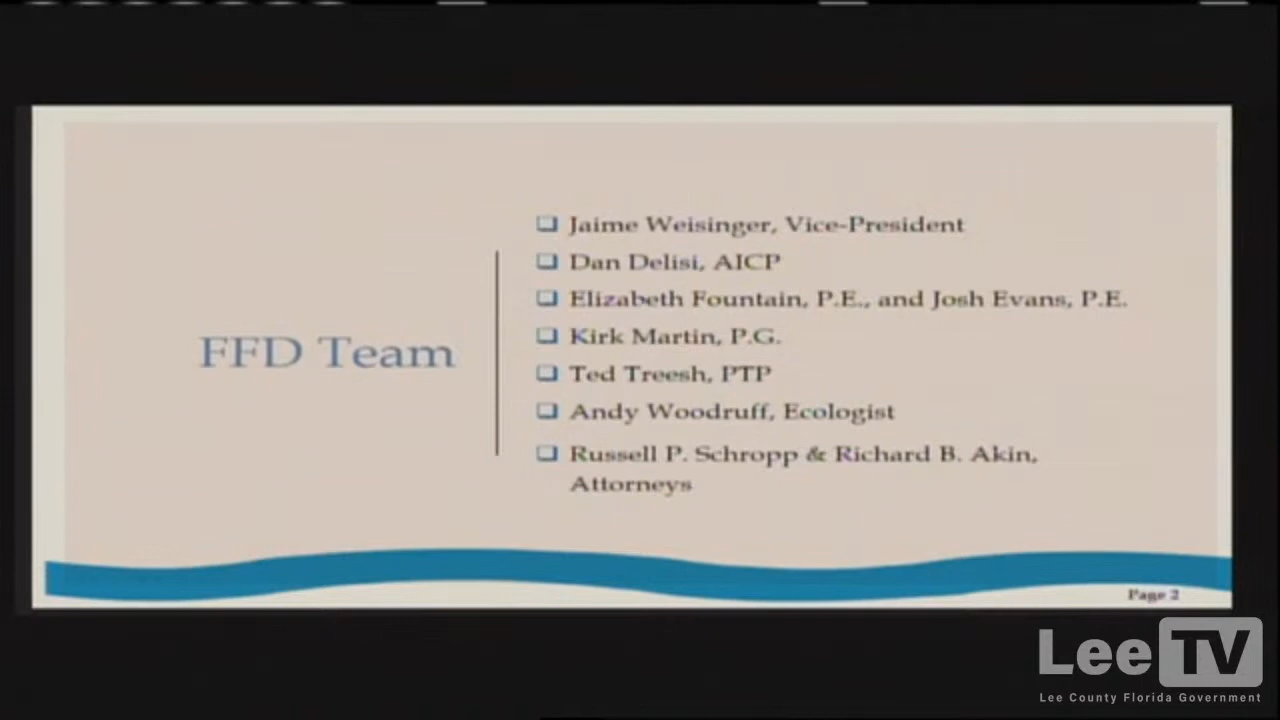 FFD Team
Jaime Weisinger, Vice-President
Dan Delisi, AICP
Elizabeth Fountain, P.E., and Josh Evans, P.E.
Kirk Martin, P.G.
Ted Treesh, PTP
Andy Woodruff, Ecologist
Russell P. Schropp & Richard B. Akin,
Attorneys
Page 2
Lee TV
Lee County Florida Government